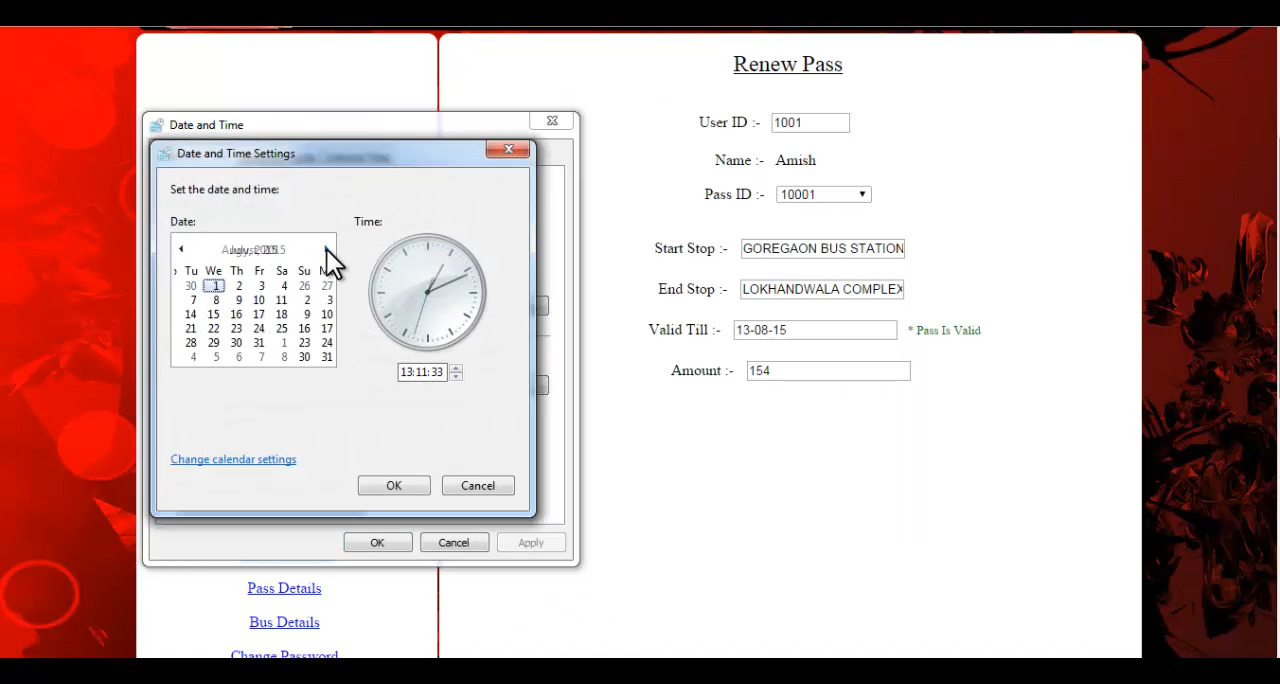 Renew Pass
User ID :- 1001
Name :- Amish
Pass ID :- 10001
Start Stop :- GOREGAON BUS STATION
End Stop :- LOKHANDWALA COMPLEX
Valid Till :- 13-08-15 * Pass Is Valid
Amount :- 154
Date and Time
Date and Time Settings
Set the date and time:
Date:
Time:
Tu We Th Fr Sa Su
30 1 2 3 4 26 27
7 8 9 10 11 2 3
14 15 16 17 18 9 10
21 22 23 24 25 16 17
28 29 30 31 1 23 24
4 5 6 7 8 30 31
13:11:33
Change calendar settings
OK Cancel
OK Cancel Apply
Pass Details
Bus Details
Change Password